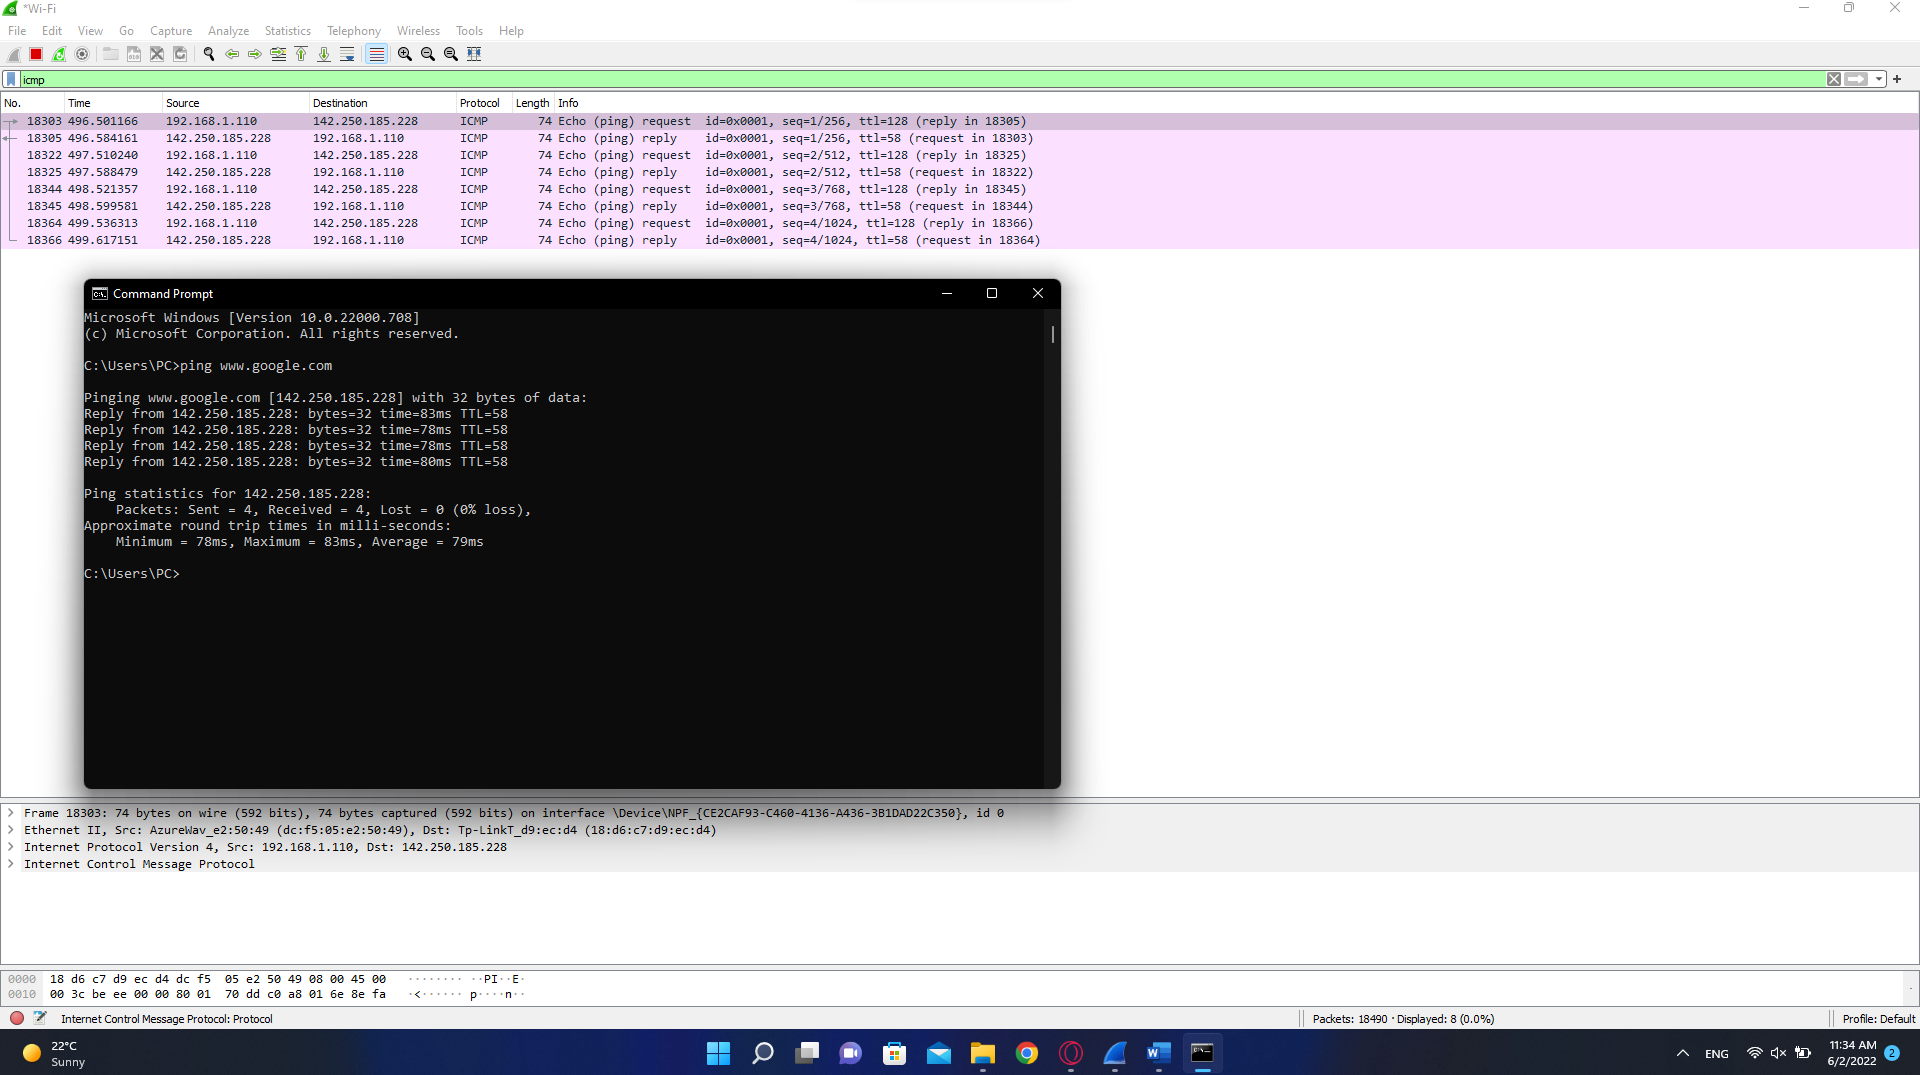 *Wi-Fi
File Edit View Go Capture Analyze Statistics Telephony Wireless Tools Help
icmp
No. Time Source Destination Protocol Length Info
18303 496.501166 192.168.1.110 142.250.185.228 ICMP 74 Echo (ping) request id=0x0001, seq=1/256, ttl=128 (reply in 18305)
18305 496.584161 142.250.185.228 192.168.1.110 ICMP 74 Echo (ping) reply id=0x0001, seq=1/256, ttl=58 (request in 18303)
18322 497.510240 192.168.1.110 142.250.185.228 ICMP 74 Echo (ping) request id=0x0001, seq=2/512, ttl=128 (reply in 18325)
18325 497.588479 142.250.185.228 192.168.1.110 ICMP 74 Echo (ping) reply id=0x0001, seq=2/512, ttl=58 (request in 18322)
18344 498.521357 192.168.1.110 142.250.185.228 ICMP 74 Echo (ping) request id=0x0001, seq=3/768, ttl=128 (reply in 18345)
18345 498.599581 142.250.185.228 192.168.1.110 ICMP 74 Echo (ping) reply id=0x0001, seq=3/768, ttl=58 (request in 18344)
18364 499.536313 192.168.1.110 142.250.185.228 ICMP 74 Echo (ping) request id=0x0001, seq=4/1024, ttl=128 (reply in 18366)
18366 499.617151 142.250.185.228 192.168.1.110 ICMP 74 Echo (ping) reply id=0x0001, seq=4/1024, ttl=58 (request in 18364)
Command Prompt
Microsoft Windows [Version 10.0.22000.708]
(c) Microsoft Corporation. All rights reserved.
C:\Users\PC>ping www.google.com
Pinging www.google.com [142.250.185.228] with 32 bytes of data:
Reply from 142.250.185.228: bytes=32 time=83ms TTL=58
Reply from 142.250.185.228: bytes=32 time=78ms TTL=58
Reply from 142.250.185.228: bytes=32 time=78ms TTL=58
Reply from 142.250.185.228: bytes=32 time=80ms TTL=58
Ping statistics for 142.250.185.228:
Packets: Sent = 4, Received = 4, Lost = 0 (0% loss),
Approximate round trip times in milli-seconds:
Minimum = 78ms, Maximum = 83ms, Average = 79ms
C:\Users\PC>
Frame 18303: 74 bytes on wire (592 bits), 74 bytes captured (592 bits) on interface \Device\NPF_{CE2CAF93-C460-4136-A436-3B1DAD22C350}, id 0
Ethernet II, Src: AzureWav_e2:50:49 (dc:f5:05:e2:50:49), Dst: Tp-LinkT_d9:ec:d4 (18:d6:c7:d9:ec:d4)
Internet Protocol Version 4, Src: 192.168.1.110, Dst: 142.250.185.228
Internet Control Message Protocol
0000 18 d6 c7 d9 ec d4 dc f5 05 e2 50 49 08 00 45 00 ········ ··PI··E·
0010 00 3c be ee 00 00 80 01 70 dd c0 a8 01 6e 8e fa ·<······ p····n··
Internet Control Message Protocol: Protocol
Packets: 18490 · Displayed: 8 (0.0%)
Profile: Default
22°C
Sunny
ENG
11:34 AM
6/2/2022
2